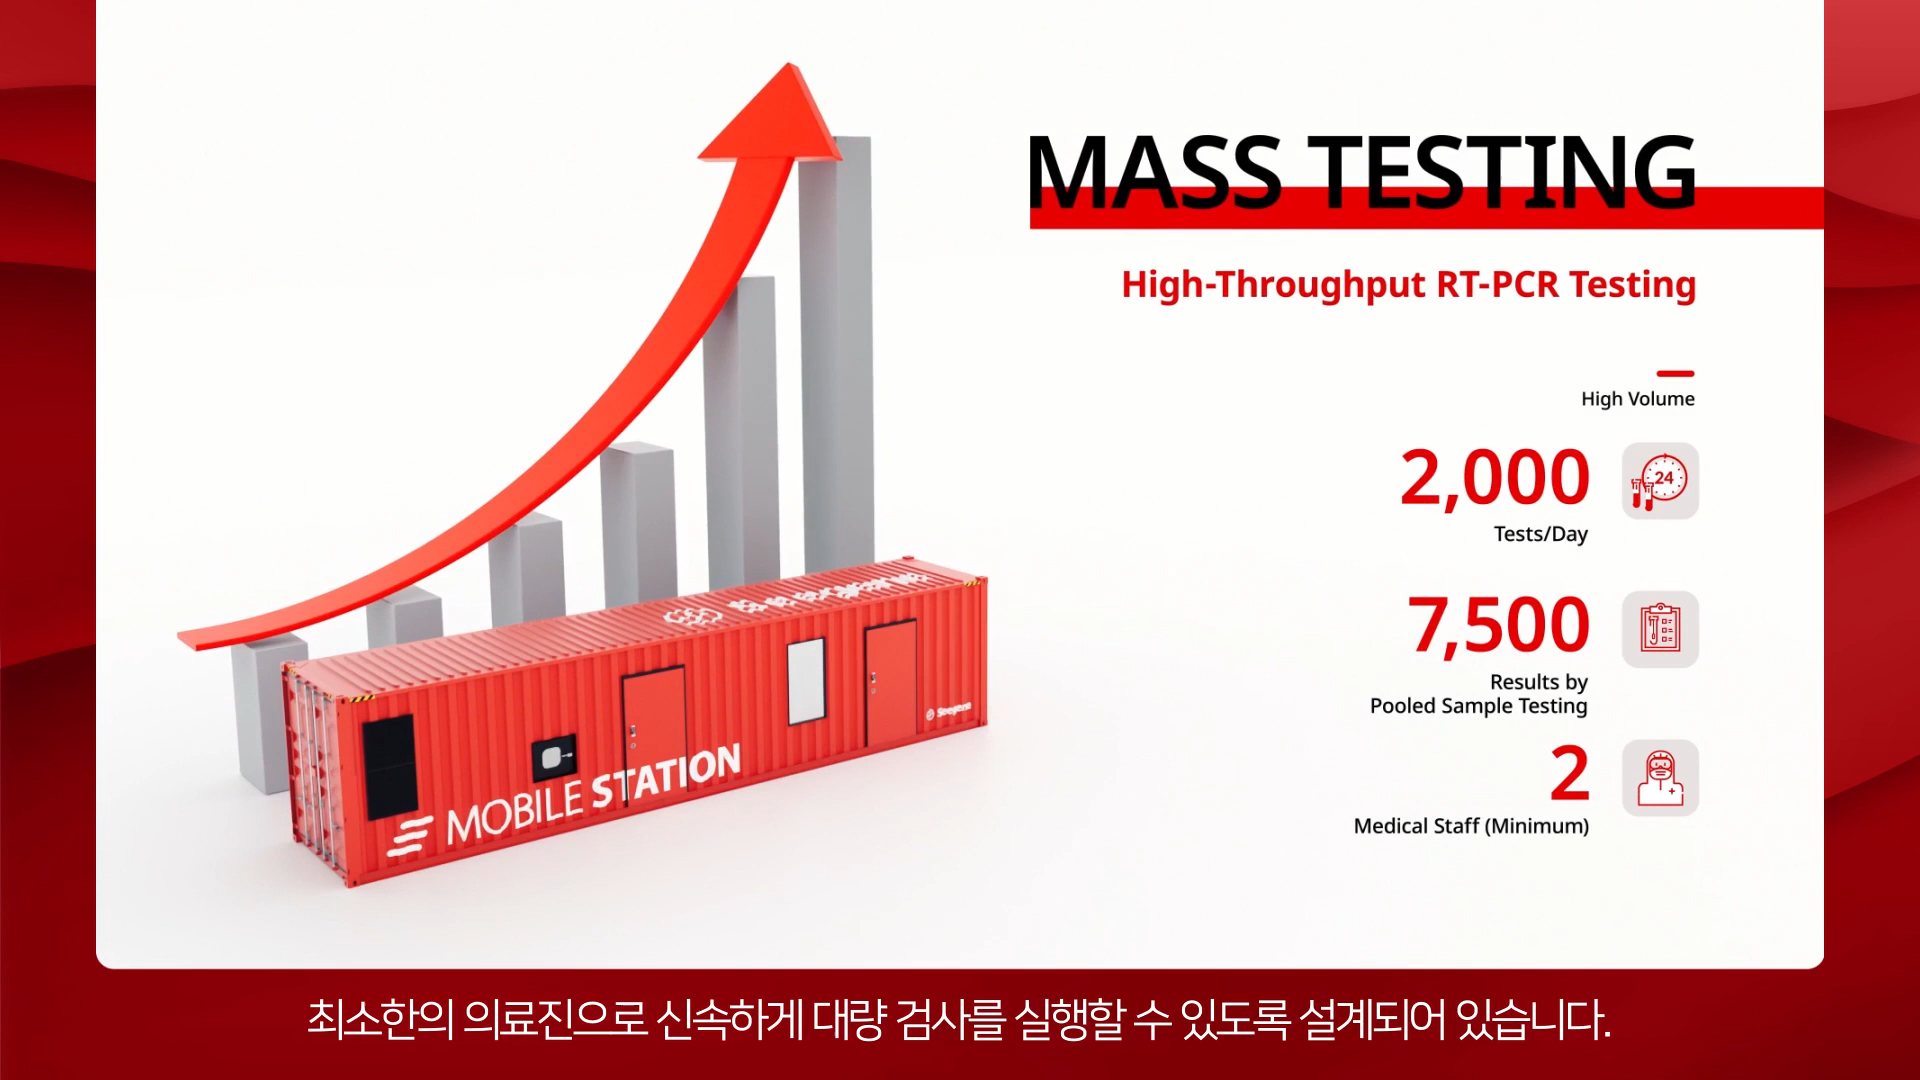 MASS TESTING
High-Throughput RT-PCR Testing
High Volume
2,000
24
Tests/Day
7,500
Results by
Pooled Sample Testing
2
Medical Staff (Minimum)
Seegene
Seegene
MOBILE STATION
최소한의 의료진으로 신속하게 대량 검사를 실행할 수 있도록 설계되어 있습니다.